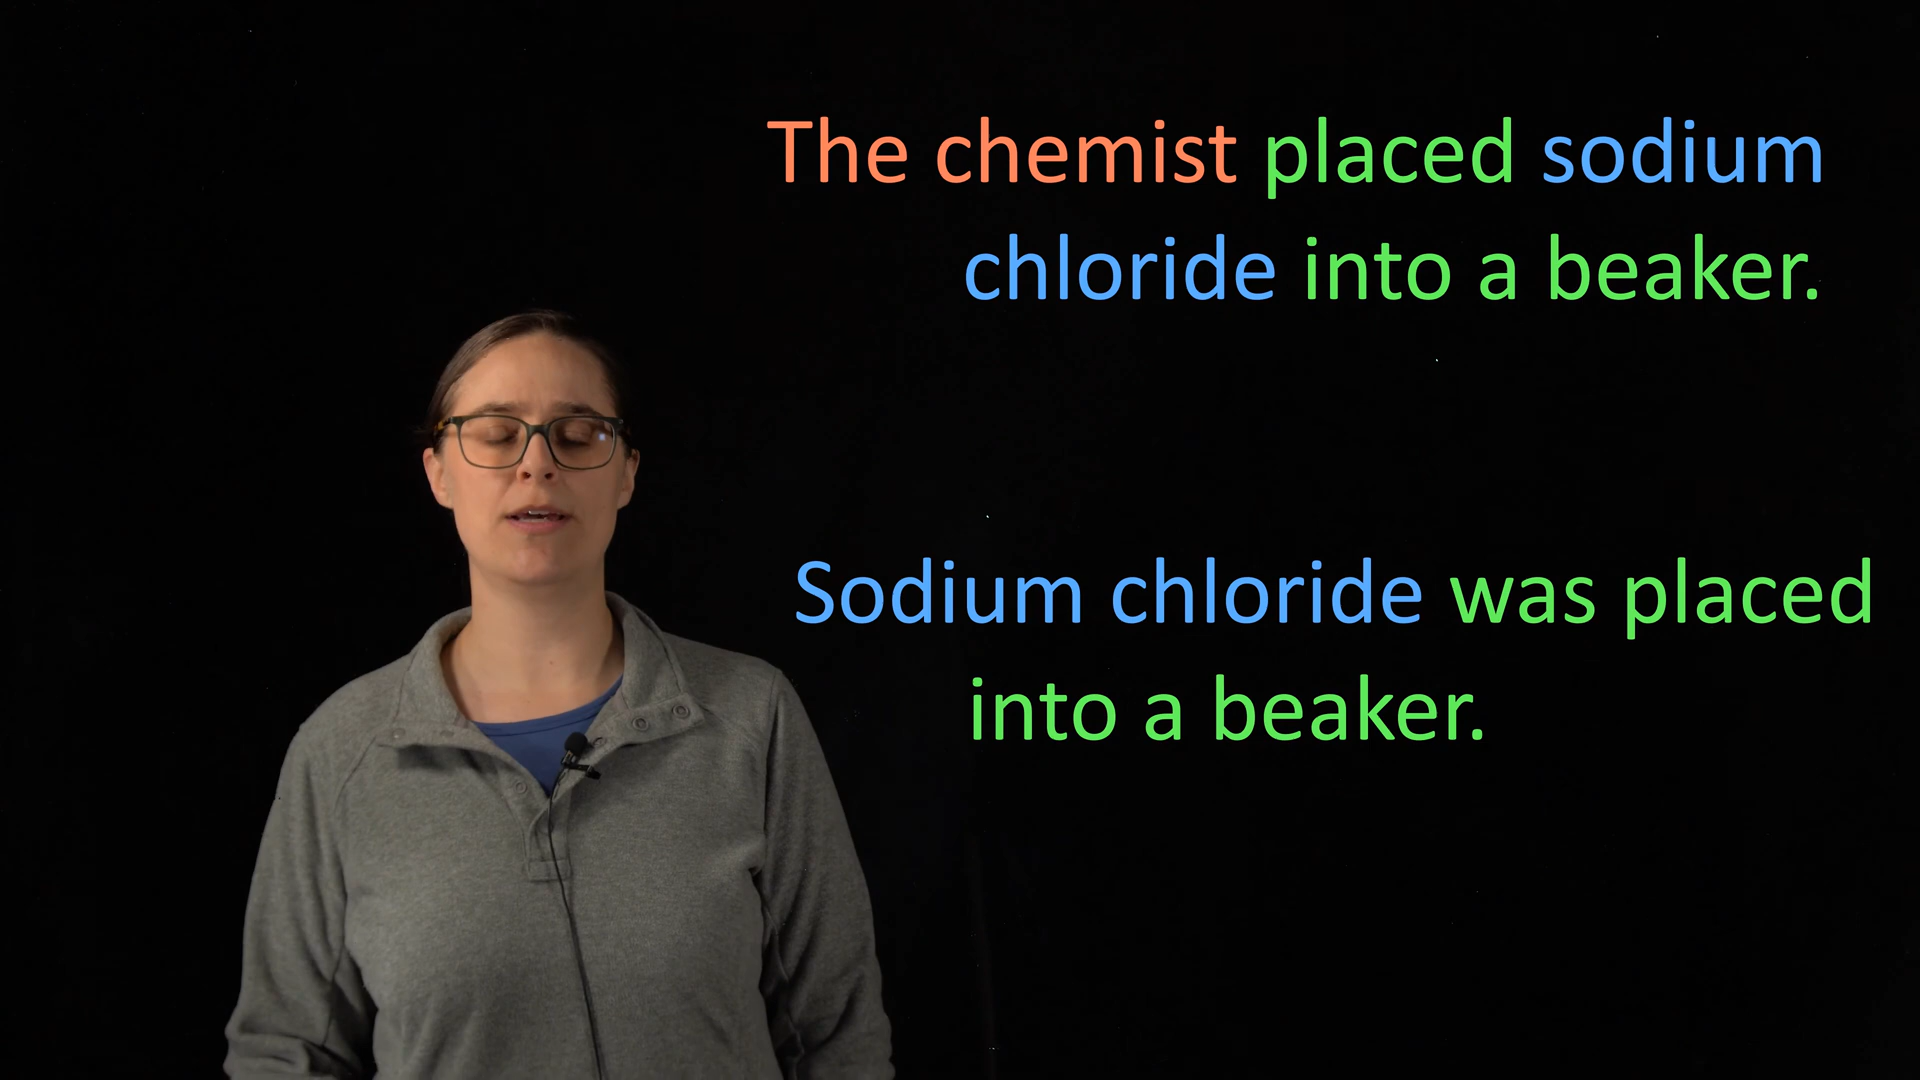 The chemist placed sodium
chloride into a beaker.
Sodium chloride was placed
into a beaker.